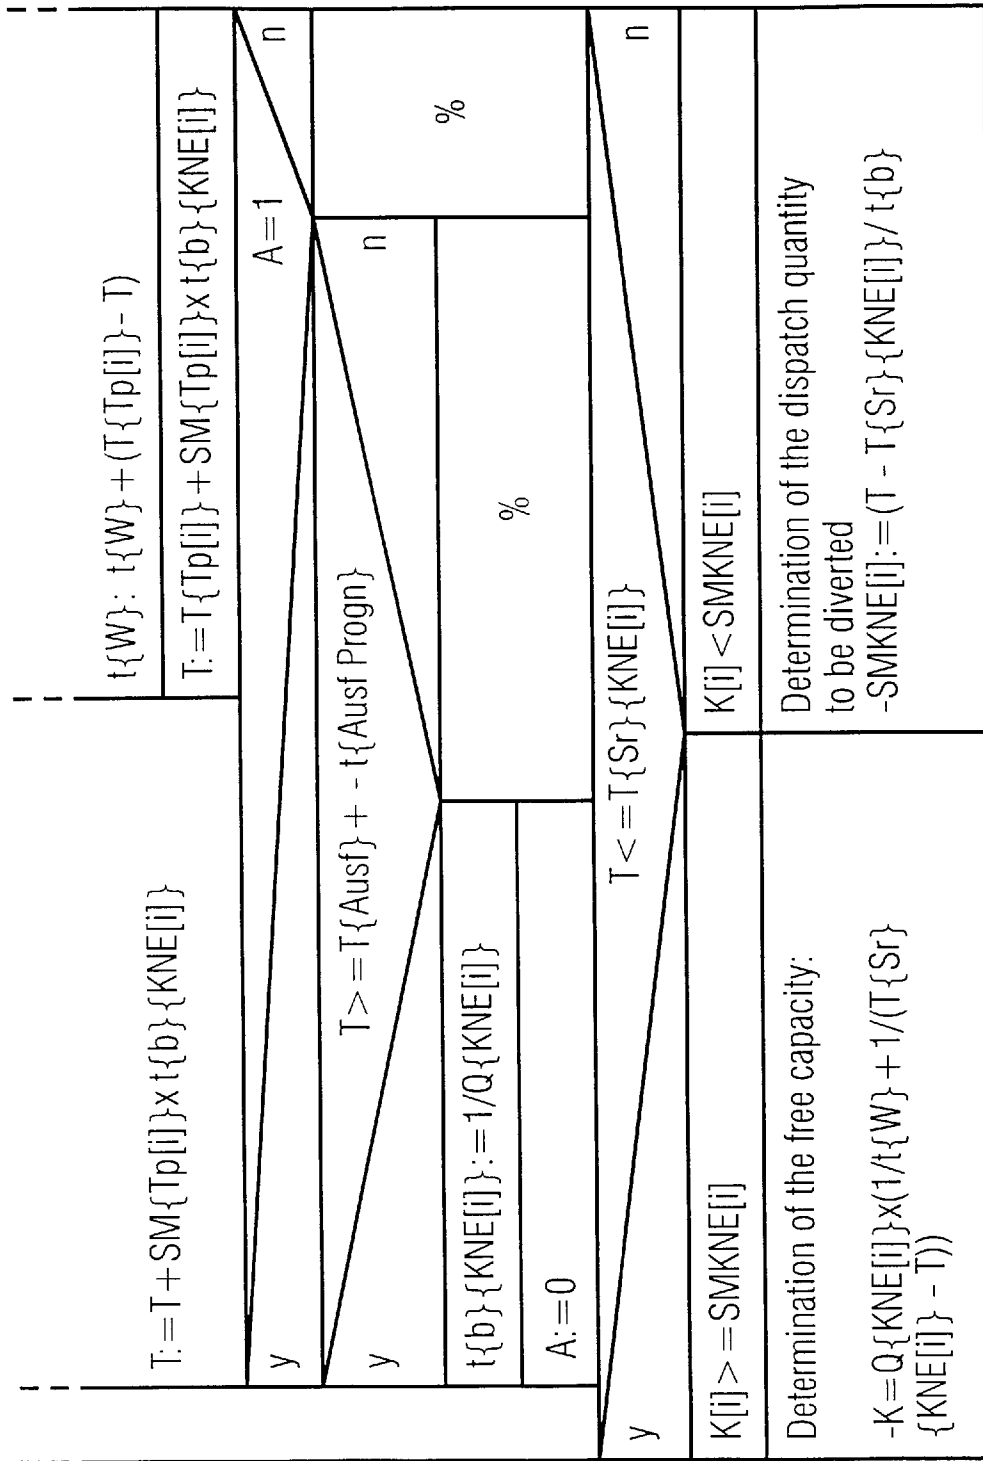 T:=T+SM{Tp[i]}xt{b}{KNE[i]}
t{W}: t{W}+(T{Tp[i]}-T)
T:=T{Tp[i]}+SM{Tp[i]}xt{b}{KNE[i]}
y
A=1
n
y
T>=T{Ausf}+-t{Ausf Progn}
n
%
t{b}{KNE[i]}:=1/Q{KNE[i]}
%
A:=0
y
T<=T{Sr}{KNE[i]}
n
K[i]>=SMKNE[i]
K[i]<SMKNE[i]
Determination of the free capacity:
-K=Q{KNE[i]}x(1/t{W}+1/(T{Sr}
{KNE[i]}-T))
Determination of the dispatch quantity
to be diverted
-SMKNE[i]:=(T - T{Sr}{KNE[i]}/t{b}